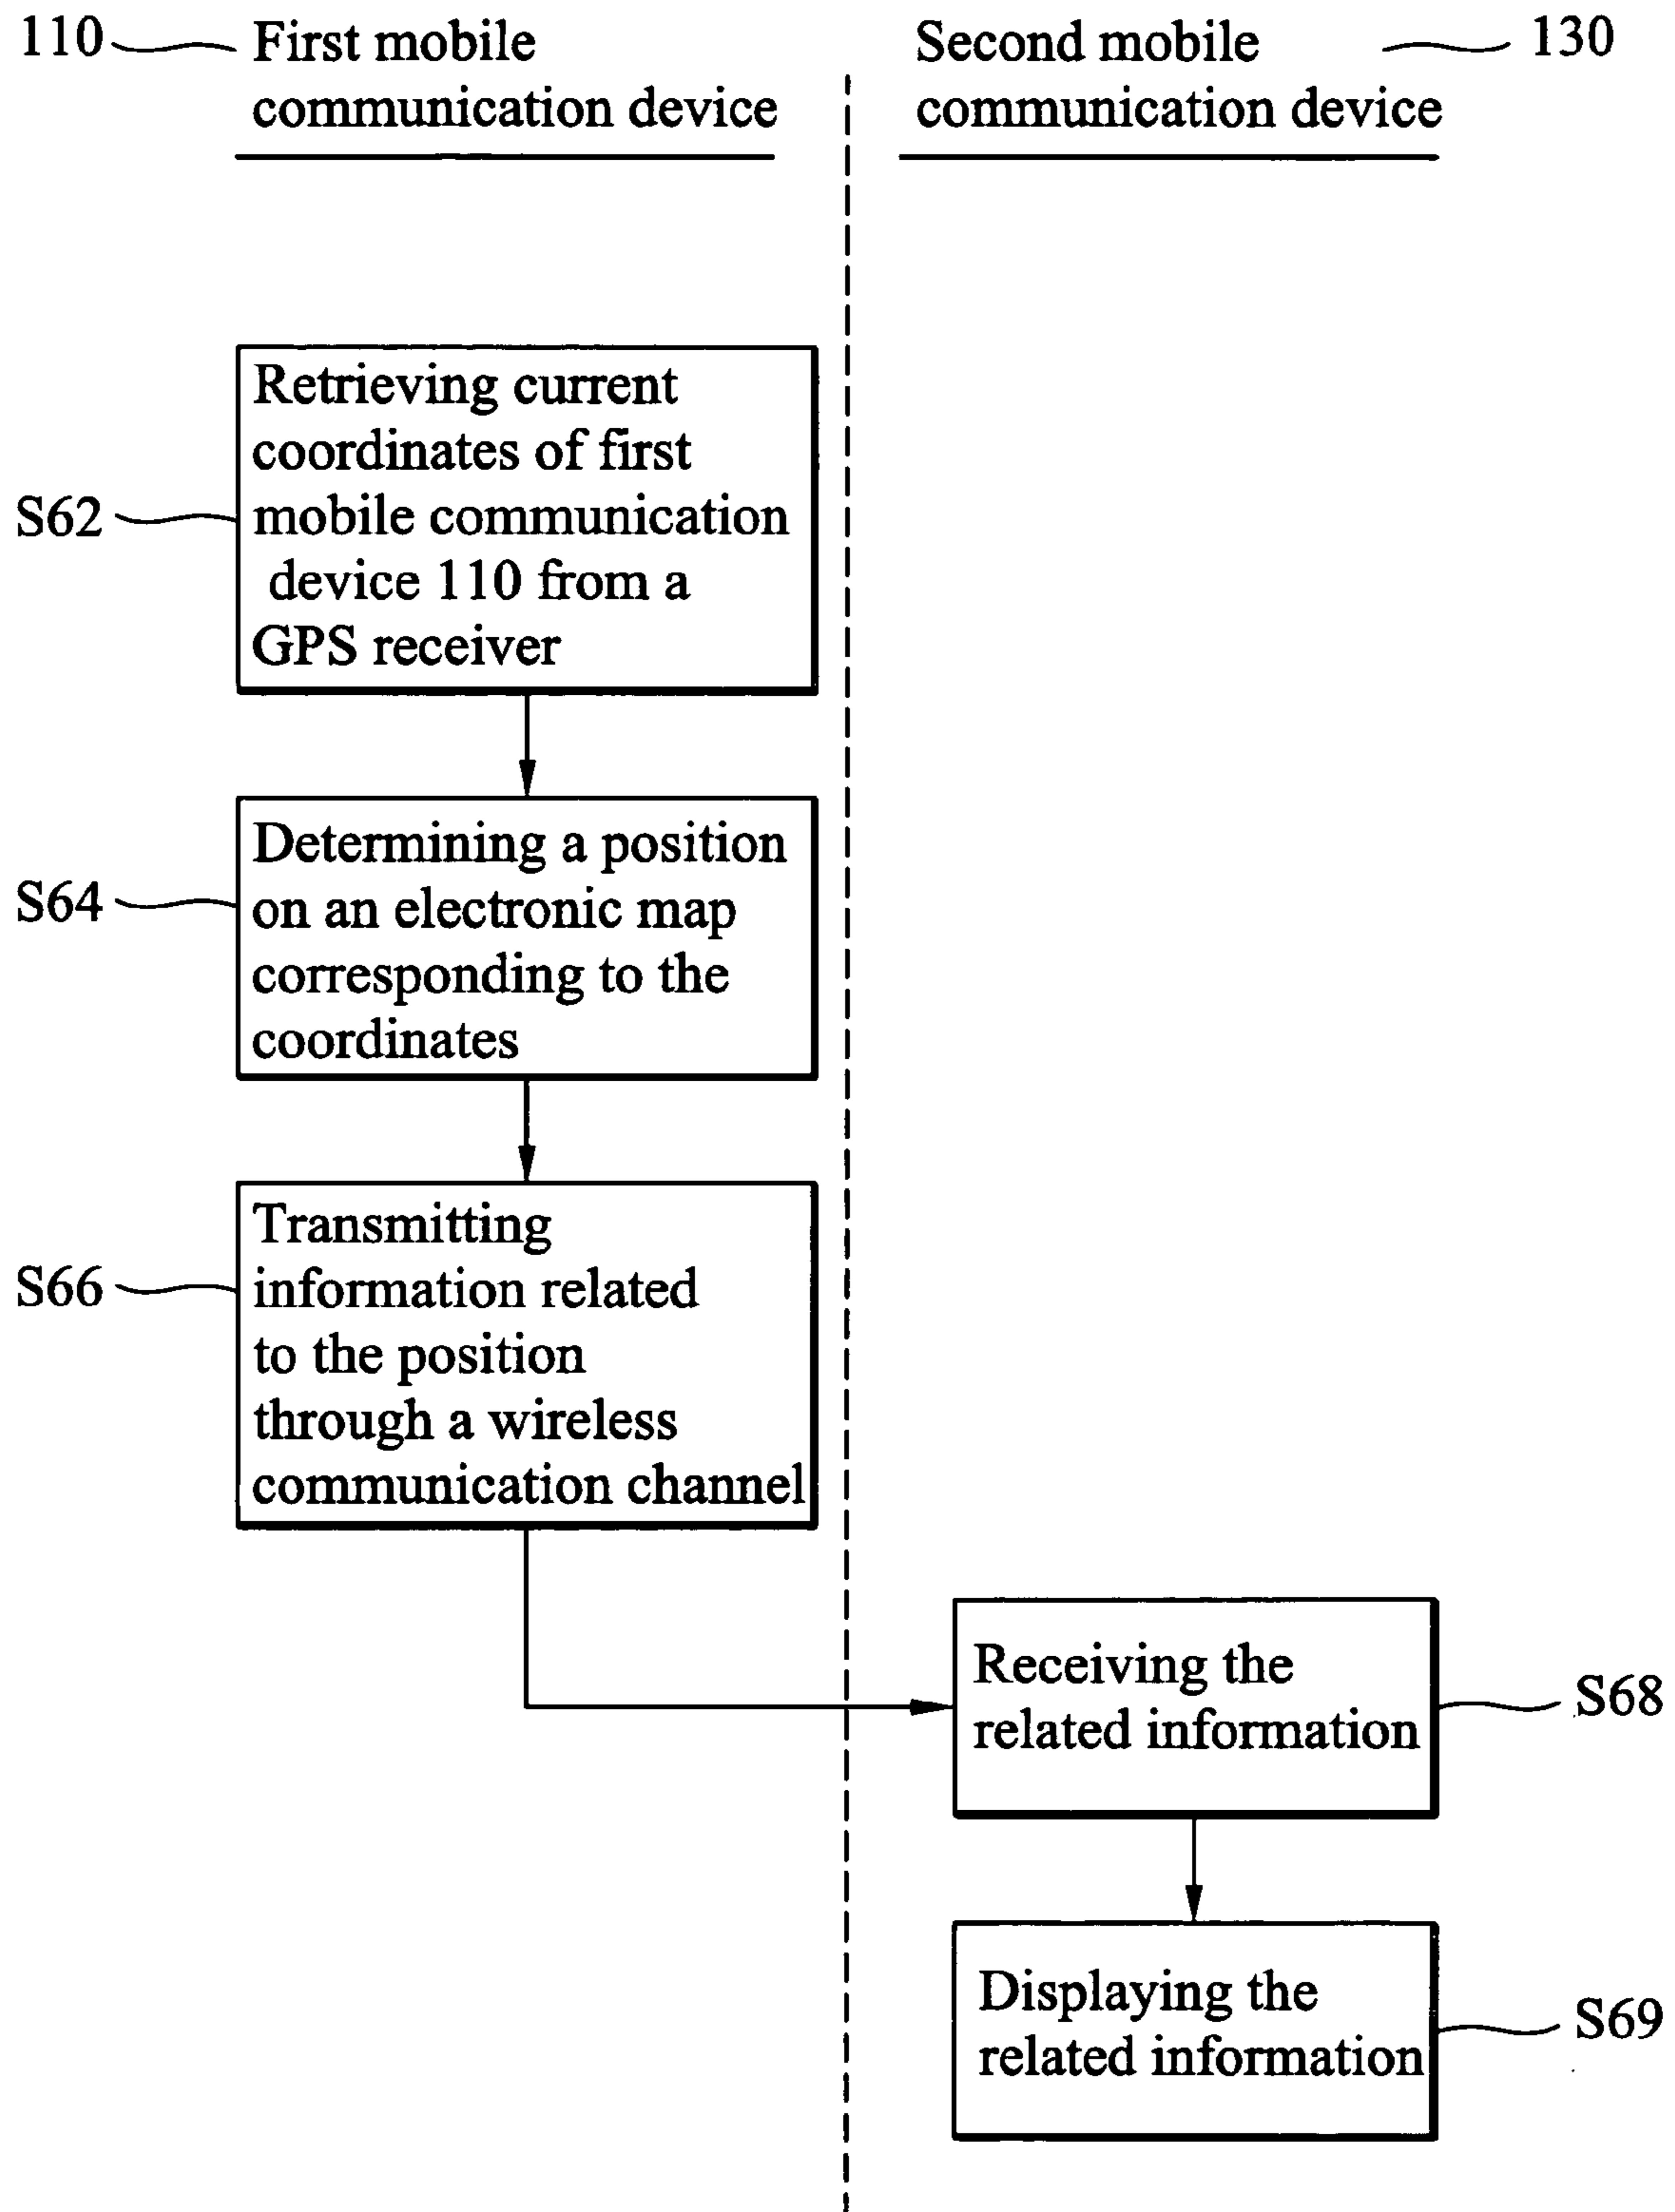 110
First mobile
communication device
Second mobile
communication device
130
S62
Retrieving current
coordinates of first
mobile communication
device 110 from a
GPS receiver
S64
Determining a position
on an electronic map
corresponding to the
coordinates
S66
Transmitting
information related
to the position
through a wireless
communication channel
Receiving the
related information
S68
Displaying the
related information
S69